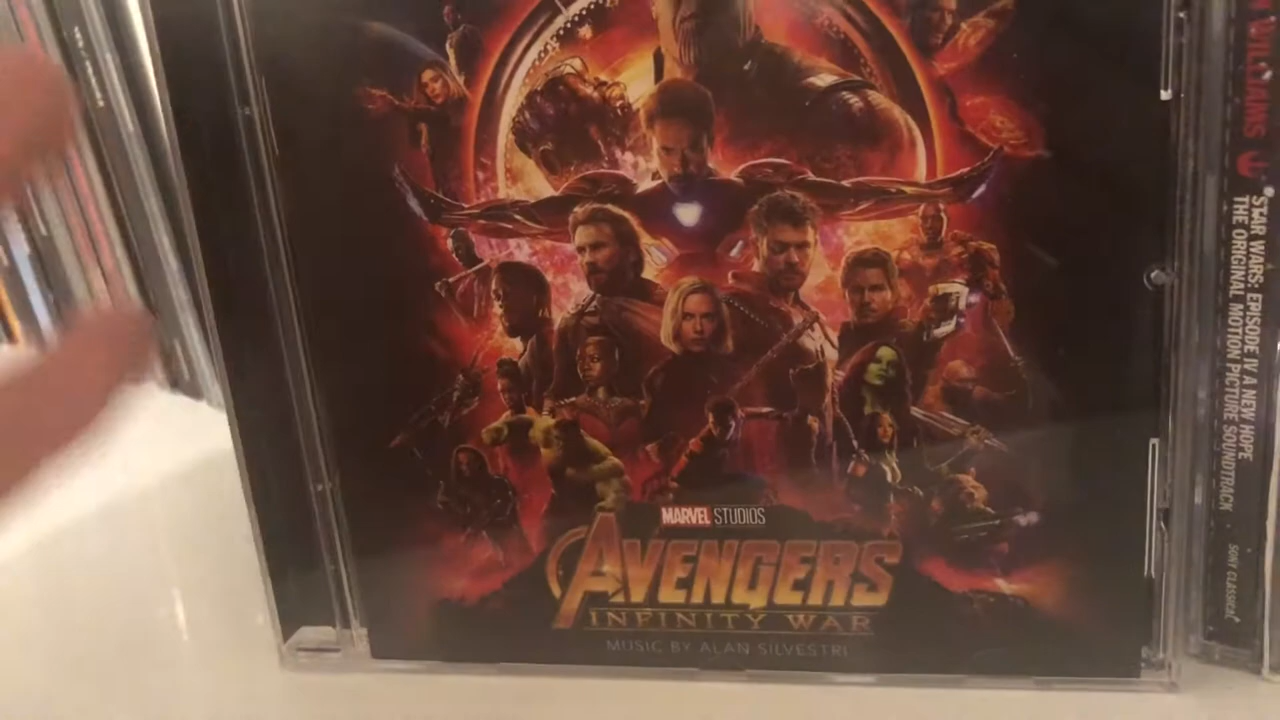 MARVEL STUDIOS
AVENGERS
INFINITY WAR
MUSIC BY ALAN SILVESTRI
WILLIAMS
STAR WARS: EPISODE IV A NEW HOPE
THE ORIGINAL MOTION PICTURE SOUNDTRACK
SONY CLASSICAL